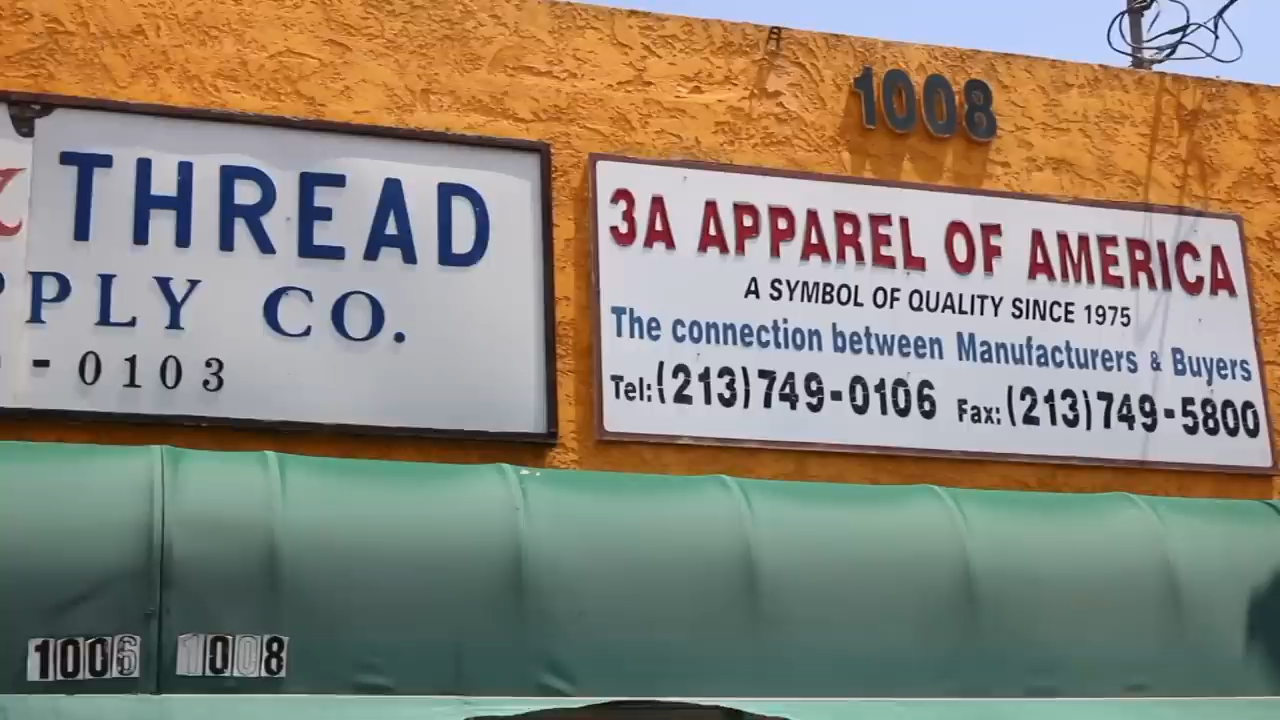 THREAD
PPLY CO.
-0103
1008
3A APPAREL OF AMERICA
A SYMBOL OF QUALITY SINCE 1975
The connection between Manufacturers & Buyers
Tel: (213) 749-0106 Fax: (213) 749-5800
1006 1008